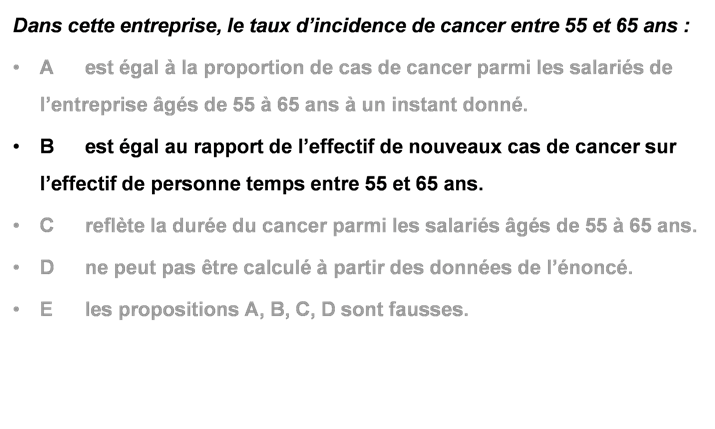 Dans cette entreprise, le taux d’incidence de cancer entre 55 et 65 ans :
• A est égal à la proportion de cas de cancer parmi les salariés de
l’entreprise âgés de 55 à 65 ans à un instant donné.
• B est égal au rapport de l’effectif de nouveaux cas de cancer sur
l’effectif de personne temps entre 55 et 65 ans.
• C reflète la durée du cancer parmi les salariés âgés de 55 à 65 ans.
• D ne peut pas être calculé à partir des données de l’énoncé.
• E les propositions A, B, C, D sont fausses.